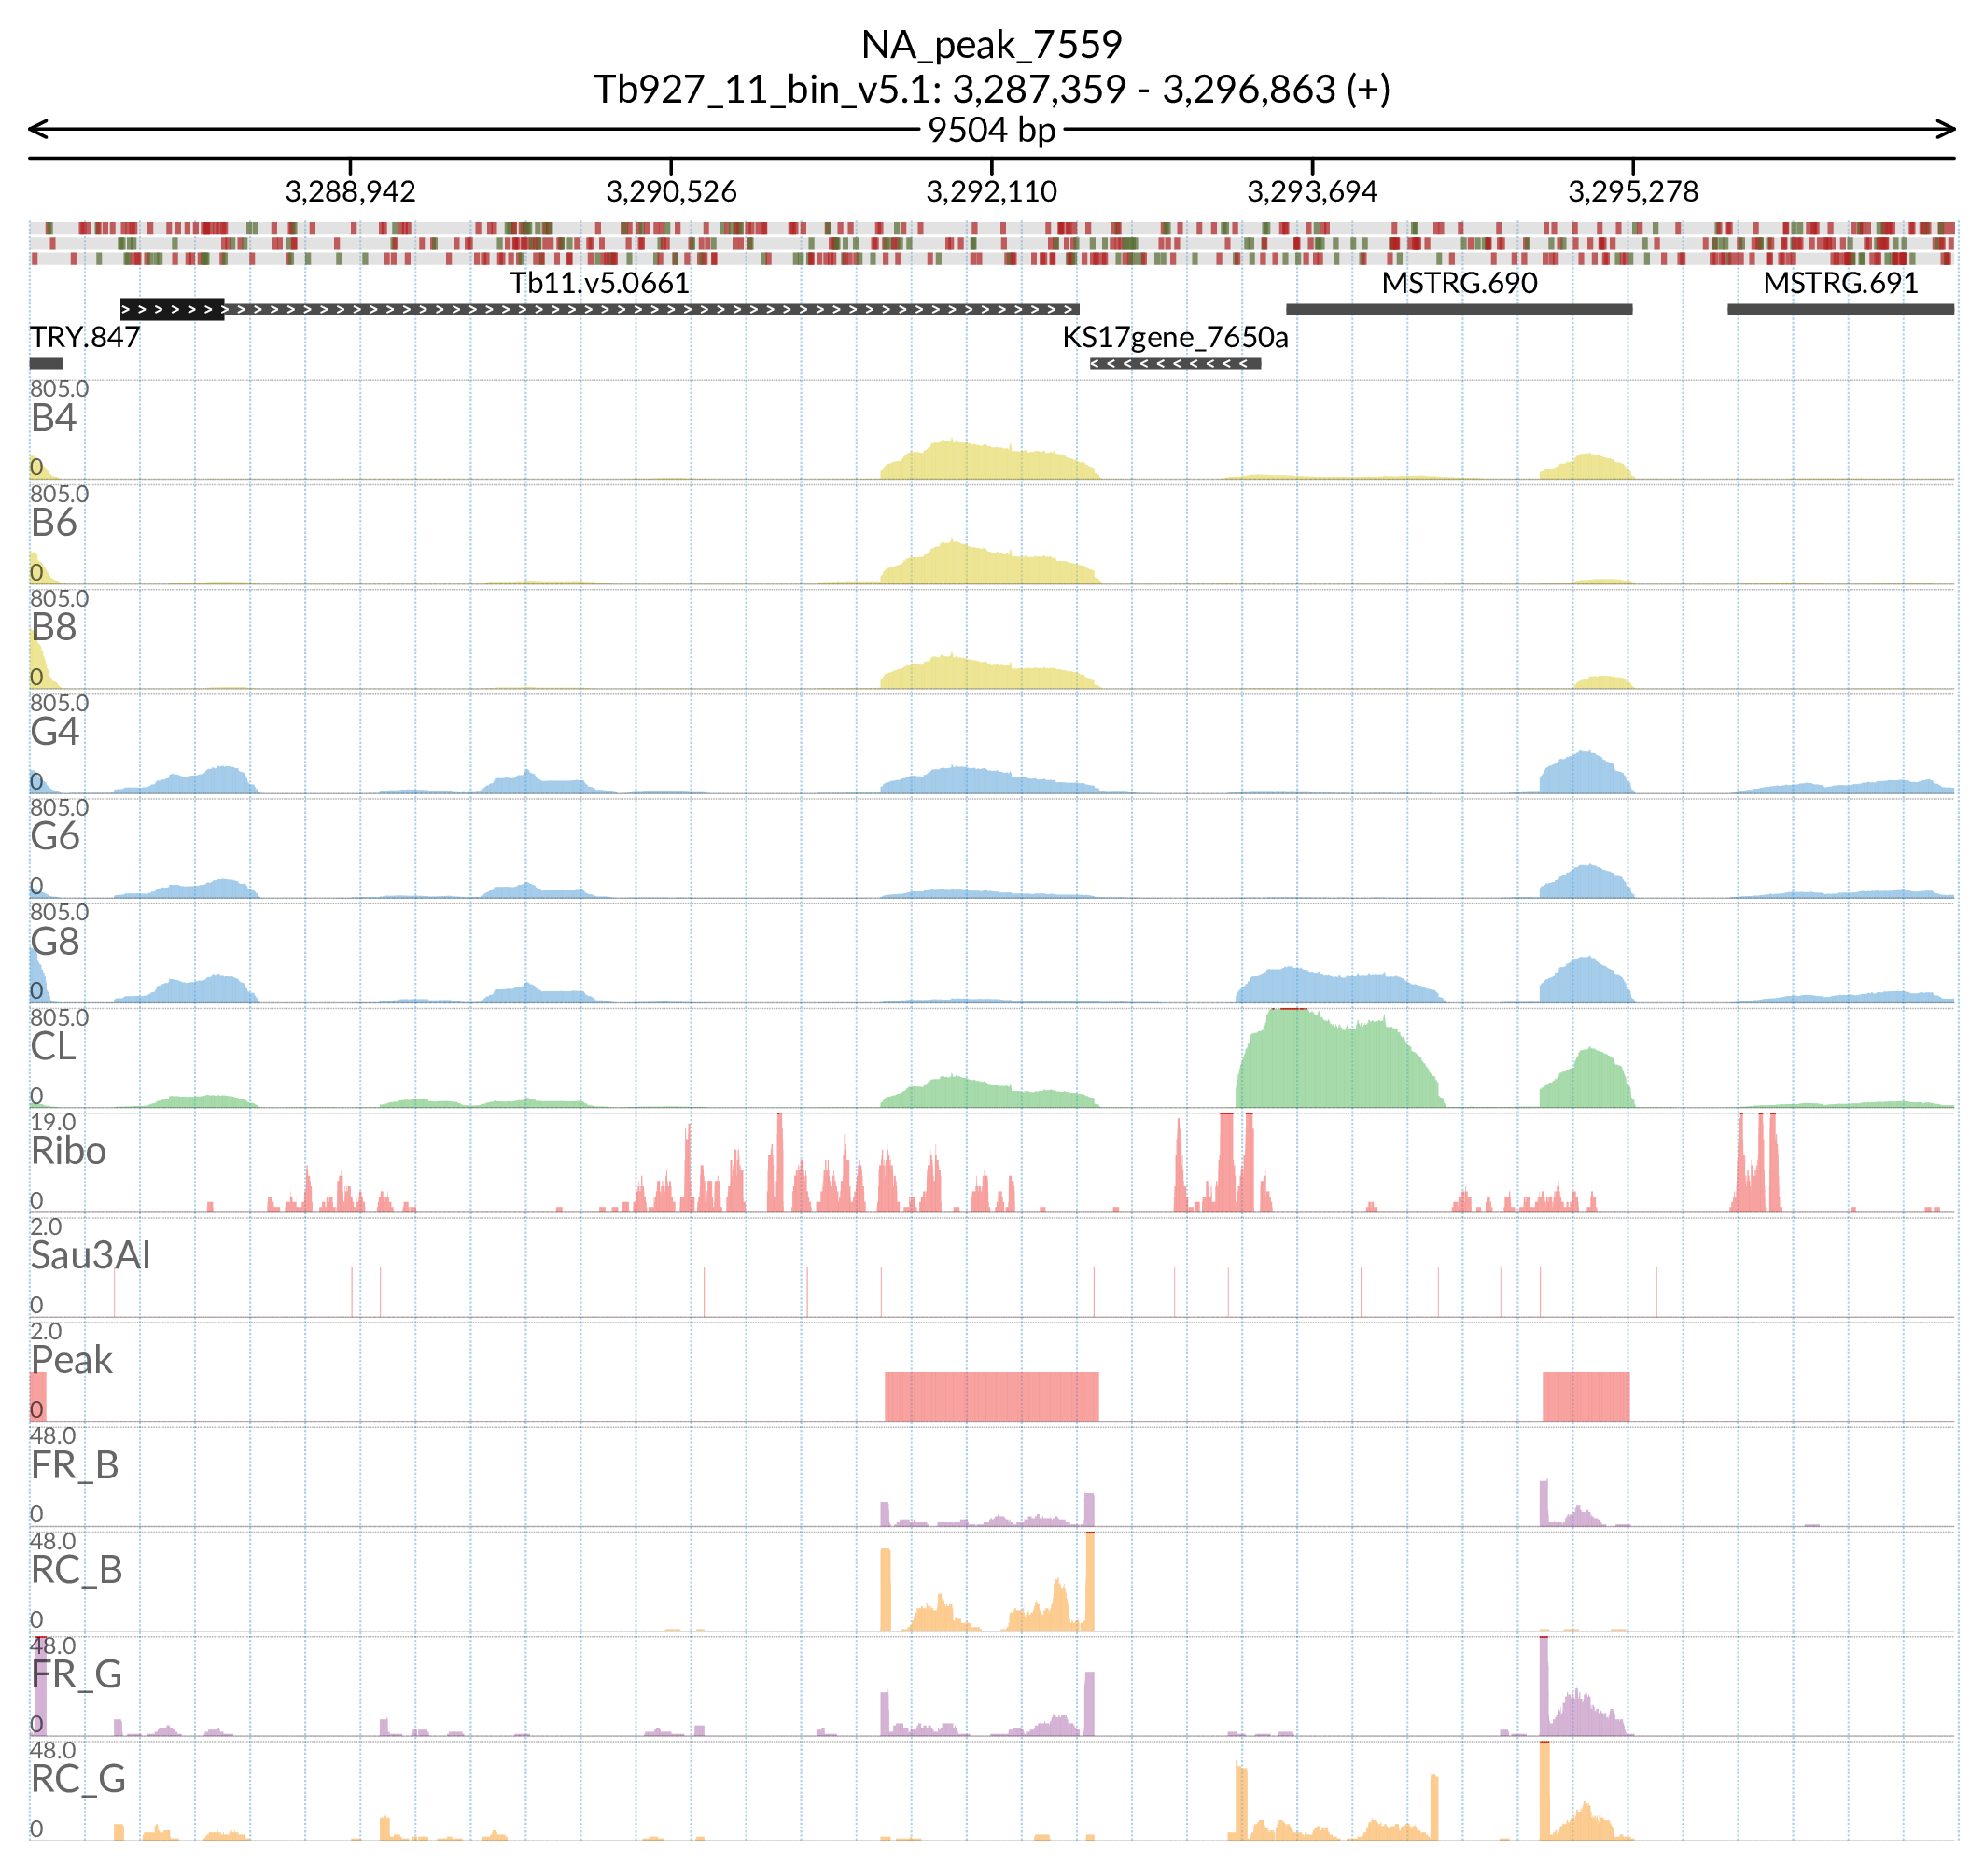 NA_peak_7559
Tb927_11_bin_v5.1: 3,287,359 - 3,296,863 (+)
9504 bp
3,288,942 3,290,526 3,292,110 3,293,694 3,295,278
Tb11.v5.0661 MSTRG.690 MSTRG.691
TRY.847 KS17gene_7650a
805.0
B4
0
805.0
B6
0
805.0
B8
0
805.0
G4
0
805.0
G6
0
805.0
G8
0
805.0
CL
0
19.0
Ribo
0
2.0
Sau3AI
0
2.0
Peak
0
48.0
FR_B
0
48.0
RC_B
0
48.0
FR_G
0
48.0
RC_G
0